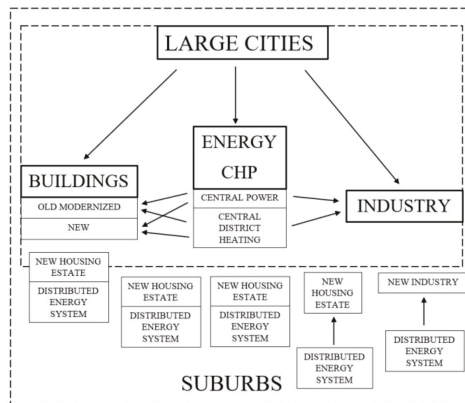 LARGE CITIES
ENERGY
CHP
BUILDINGS
CENTRAL POWER
OLD MODERNIZED
INDUSTRY
CENTRAL
DISTRICT
HEATING
NEW
NEW HOUSING
ESTATE
DISTRIBUTED
ENERGY
SYSTEM
NEW HOUSING
ESTATE
DISTRIBUTED
ENERGY
SYSTEM
NEW HOUSING
ESTATE
DISTRIBUTED
ENERGY
SYSTEM
NEW
HOUSING
ESTATE
DISTRIBUTED
ENERGY
SYSTEM
NEW INDUSTRY
DISTRIBUTED
ENERGY
SYSTEM
SUBURBS